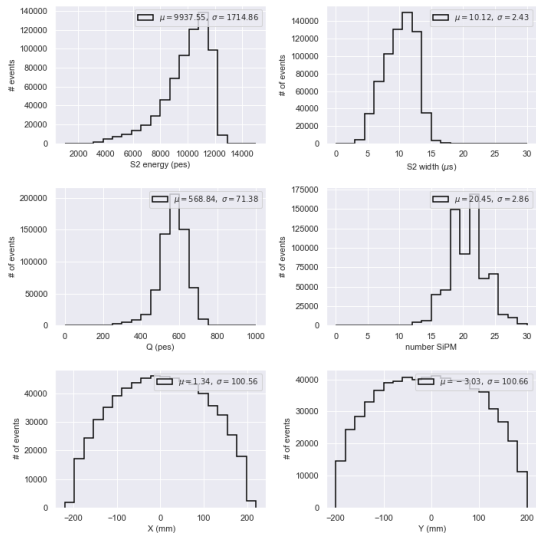 μ = 9937.55, σ = 1714.86
# of events
140000
120000
100000
80000
60000
40000
20000
0
2000 4000 6000 8000 10000 12000 14000
S2 energy (pes)
μ = 10.12, σ = 2.43
# of events
140000
120000
100000
80000
60000
40000
20000
0
0 5 10 15 20 25 30
S2 width (μs)
μ = 568.84, σ = 71.38
# of events
200000
150000
100000
50000
0
0 200 400 600 800 1000
Q (pes)
μ = 20.45, σ = 2.86
# of events
175000
150000
125000
100000
75000
50000
25000
0
0 5 10 15 20 25 30
number SiPM
μ = 1.34, σ = 100.56
# of events
40000
30000
20000
10000
0
−200 −100 0 100 200
X (mm)
μ = −3.03, σ = 100.66
# of events
40000
30000
20000
10000
0
−200 −100 0 100 200
Y (mm)